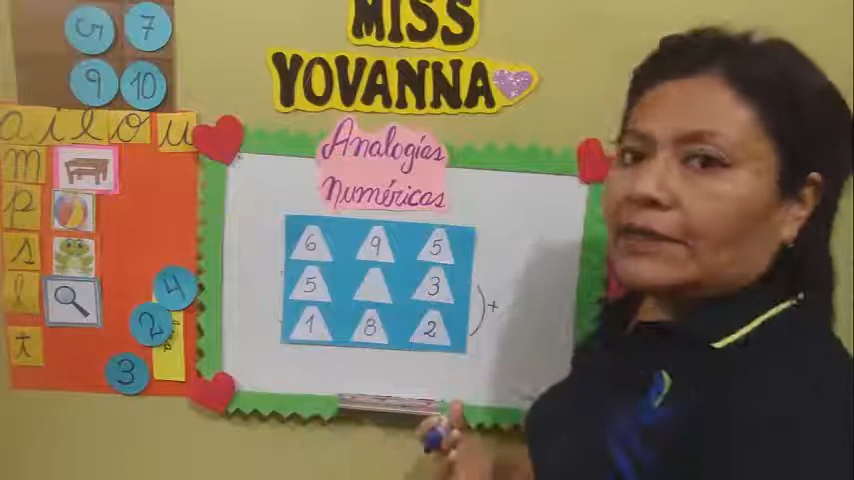 5 7
9 10
MISS
YOVANNA
a i e o u
m
p
s
l
t
4
2
3
Analogías
Numéricas
6 9 5
5 3
1 8 2
+